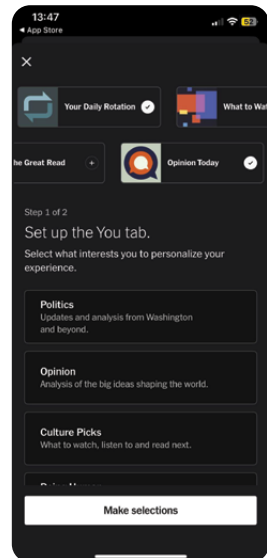 13:47
52
App Store
Your Daily Rotation
What to Wat
he Great Read
Opinion Today
Step 1 of 2
Set up the You tab.
Select what interests you to personalize your
experience.
Politics
Updates and analysis from Washington
and beyond.
Opinion
Analysis of the big ideas shaping the world.
Culture Picks
What to watch, listen to and read next.
Make selections